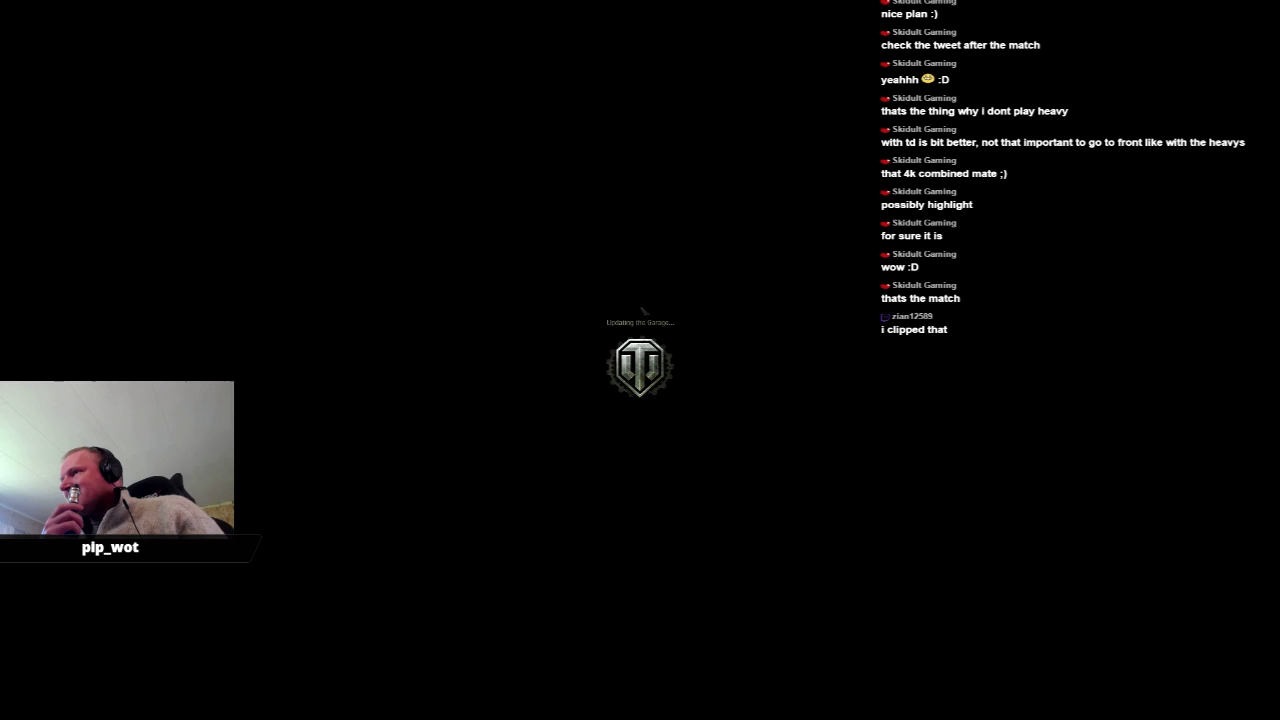 Skidult Gaming
nice plan :)
Skidult Gaming
check the tweet after the match
Skidult Gaming
yeahhh 😊 :D
Skidult Gaming
thats the thing why i dont play heavy
Skidult Gaming
with td is bit better, not that important to go to front like with the heavys
Skidult Gaming
that 4k combined mate ;)
Skidult Gaming
possibly highlight
Skidult Gaming
for sure it is
Skidult Gaming
wow :D
Skidult Gaming
thats the match
zian12589
i clipped that
Updating the Garage...
plp_wot